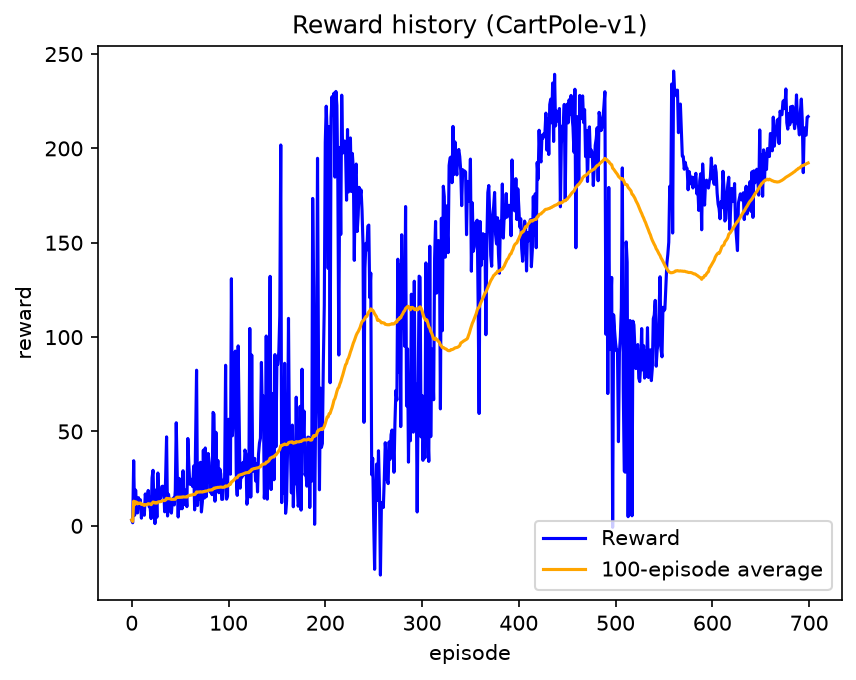 Reward history (CartPole-v1)
250
200
150
100
50
0
reward
Reward
100-episode average
0 100 200 300 400 500 600 700
episode